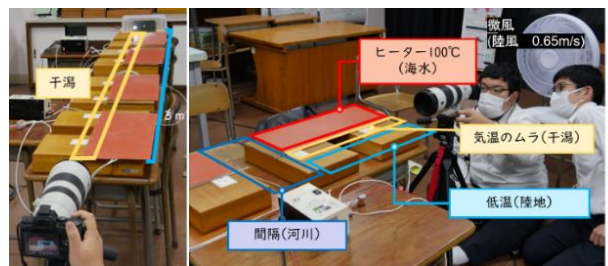 干潟
3m
微風
(陸風 0.65m/s)
ヒーター100℃
(海水)
気温のムラ(干潟)
低温(陸地)
間隔(河川)